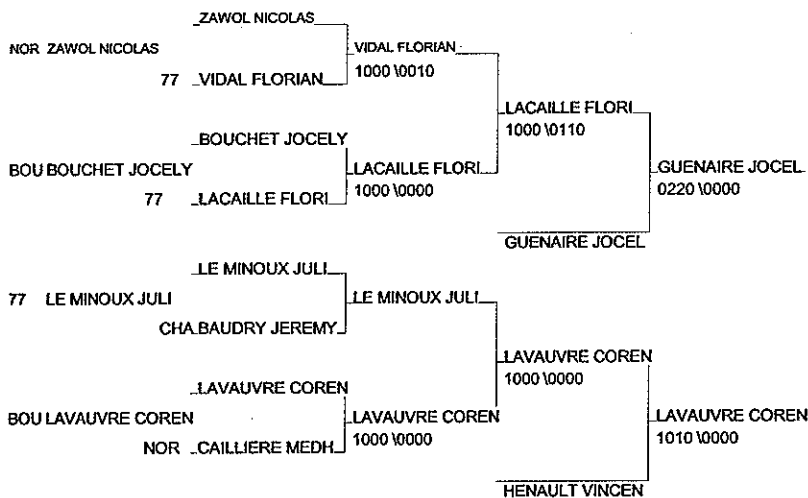 ZAWOL NICOLAS
NOR ZAWOL NICOLAS
VIDAL FLORIAN
77 VIDAL FLORIAN
1000 \0010
LACAILLE FLORI
1000 \0110
BOUCHET JOCELY
BOU BOUCHET JOCELY
LACAILLE FLORI
1000 \0000
GUENAIRE JOCEL
0220 \0000
77 LACAILLE FLORI
GUENAIRE JOCEL
LE MINOUX JULI
77 LE MINOUX JULI
LE MINOUX JULI
CHA BAUDRY JEREMY
LAVAUVRE COREN
1000 \0000
LAVAUVRE COREN
BOU LAVAUVRE COREN
LAVAUVRE COREN
1000 \0000
LAVAUVRE COREN
1010 \0000
NOR CAILLIERE MEDH
HENAULT VINCEN